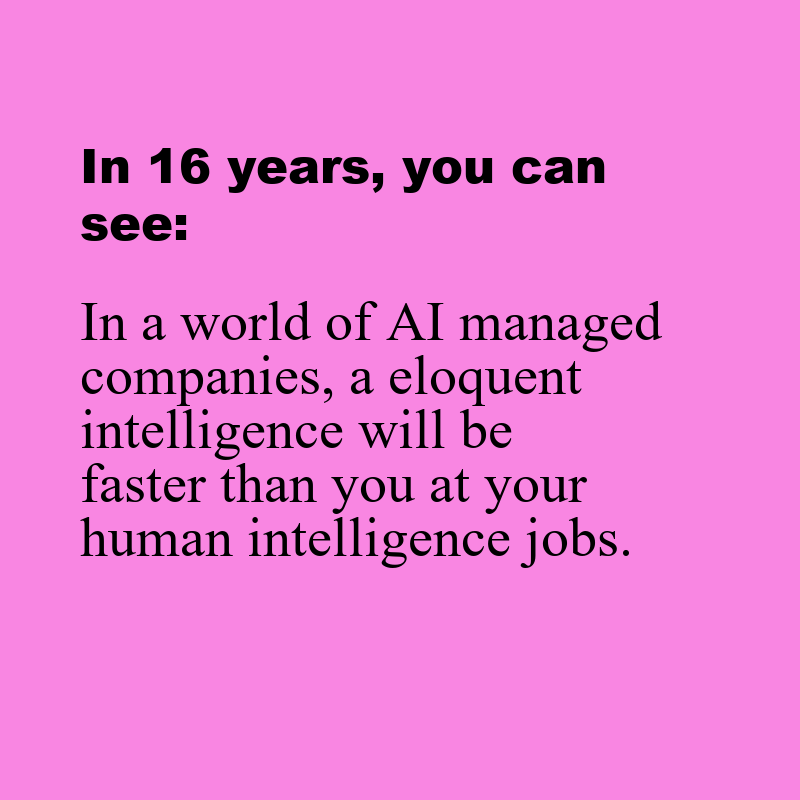 In 16 years, you can
see:
In a world of AI managed
companies, a eloquent
intelligence will be
faster than you at your
human intelligence jobs.